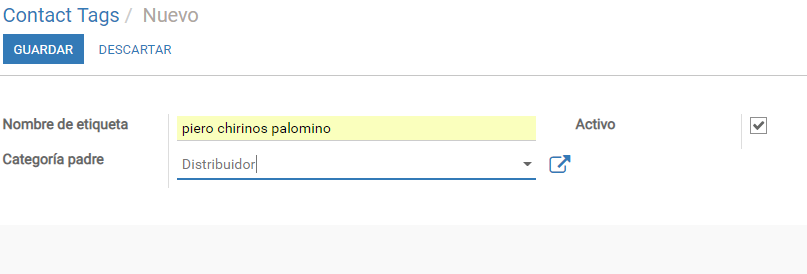 Contact Tags / Nuevo
GUARDAR DESCARTAR
Nombre de etiqueta piero chirinos palomino Activo
Categoría padre Distribuidor